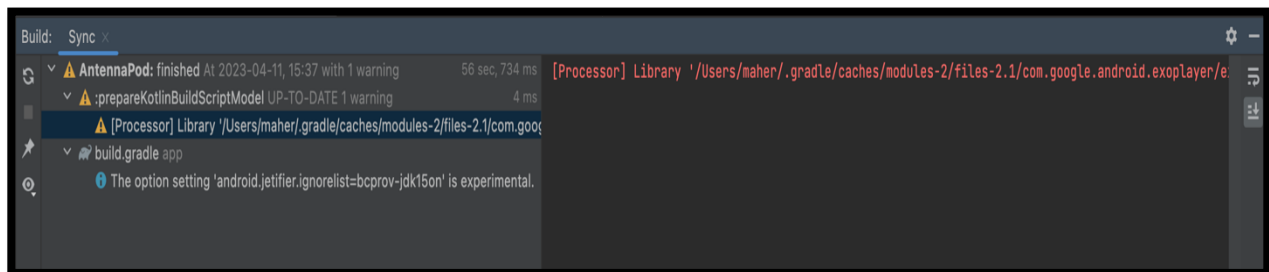 Build: Sync ×
AntennaPod: finished At 2023-04-11, 15:37 with 1 warning 56 sec, 734 ms
:prepareKotlinBuildScriptModel UP-TO-DATE 1 warning 4 ms
[Processor] Library '/Users/maher/.gradle/caches/modules-2/files-2.1/com.goog
build.gradle app
The option setting 'android.jetifier.ignorelist=bcprov-jdk15on' is experimental.
[Processor] Library '/Users/maher/.gradle/caches/modules-2/files-2.1/com.google.android.exoplayer/e